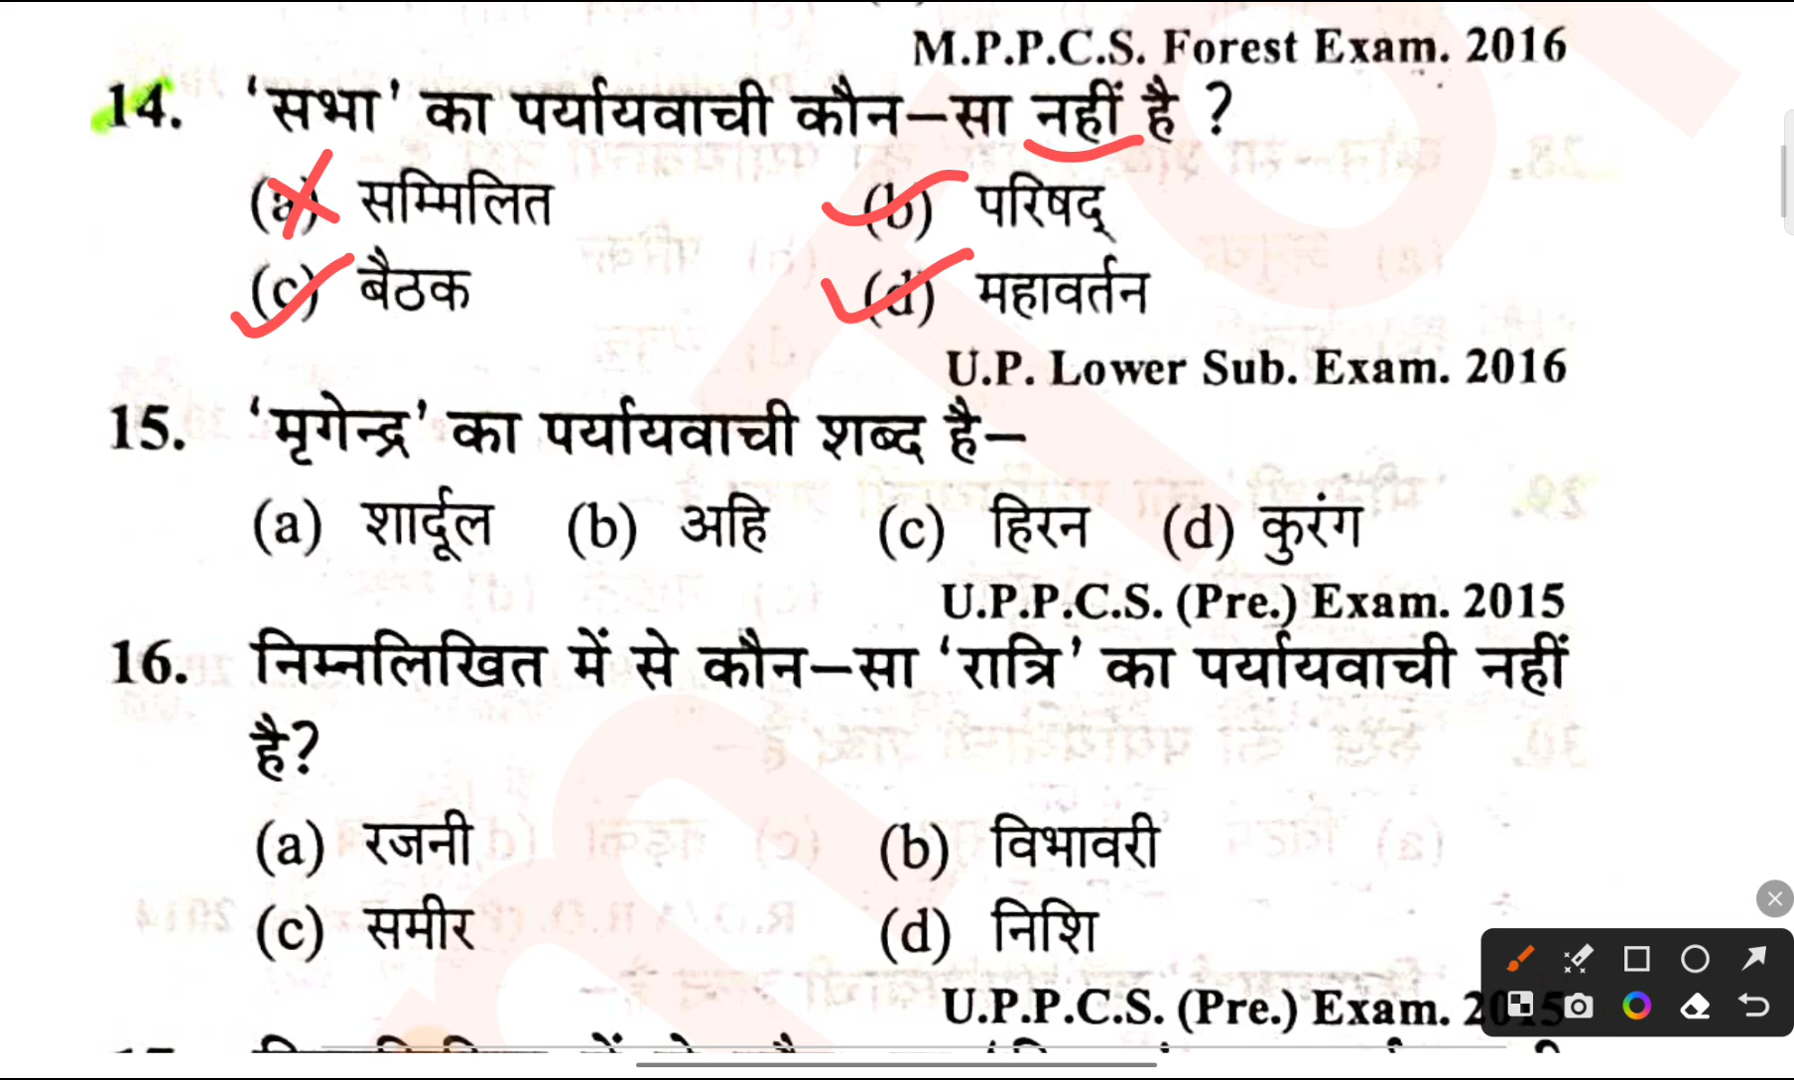 M.P.P.C.S. Forest Exam. 2016
14. 'सभा' का पर्यायवाची कौन–सा नहीं है ?
(a) सम्मिलित (b) परिषद्
(c) बैठक (d) महावर्तन
U.P. Lower Sub. Exam. 2016
15. 'मृगेन्द्र' का पर्यायवाची शब्द है–
(a) शार्दूल (b) अहि (c) हिरन (d) कुरंग
U.P.P.C.S. (Pre.) Exam. 2015
16. निम्नलिखित में से कौन–सा 'रात्रि' का पर्यायवाची नहीं
है?
(a) रजनी (b) विभावरी
(c) समीर (d) निशि
U.P.P.C.S. (Pre.) Exam. 2015